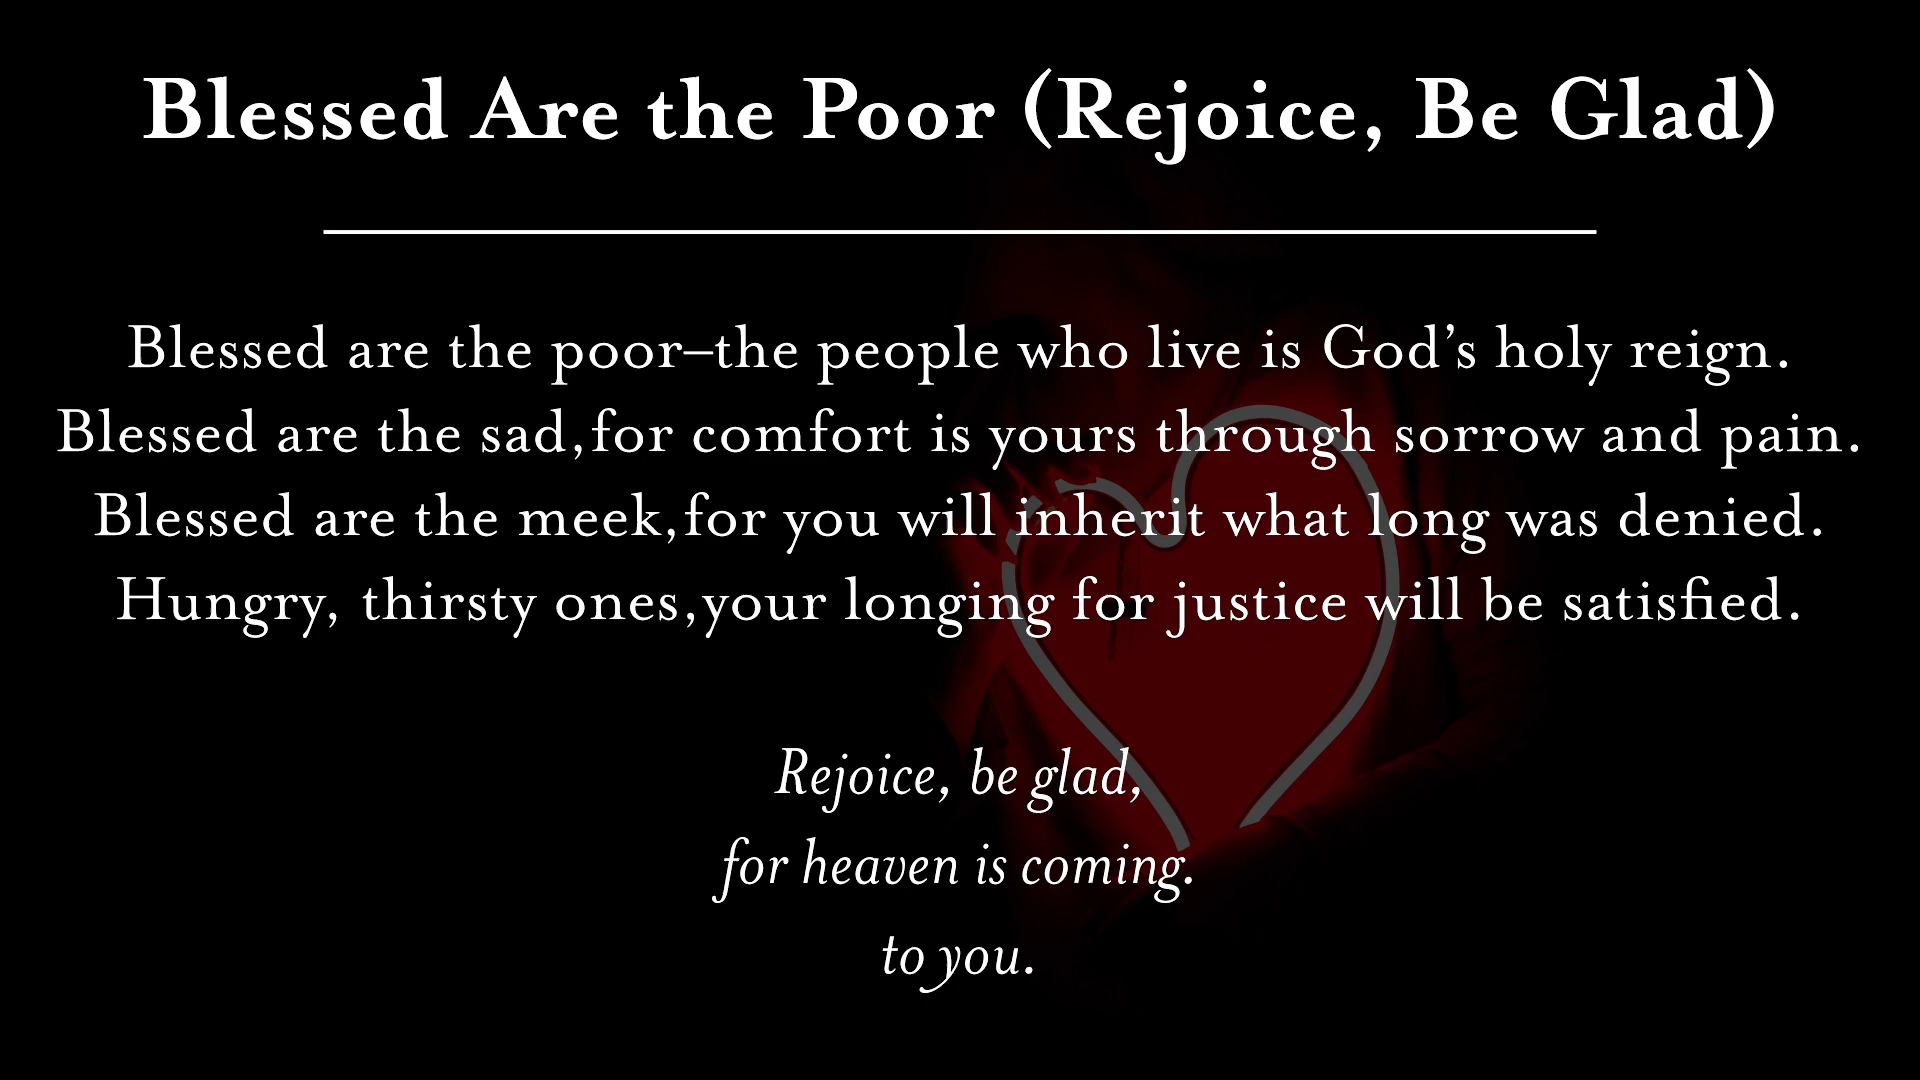 Blessed Are the Poor (Rejoice, Be Glad)
Blessed are the poor–the people who live is God’s holy reign.
Blessed are the sad,for comfort is yours through sorrow and pain.
Blessed are the meek,for you will inherit what long was denied.
Hungry, thirsty ones,your longing for justice will be satisfied.
Rejoice, be glad,
for heaven is coming.
to you.